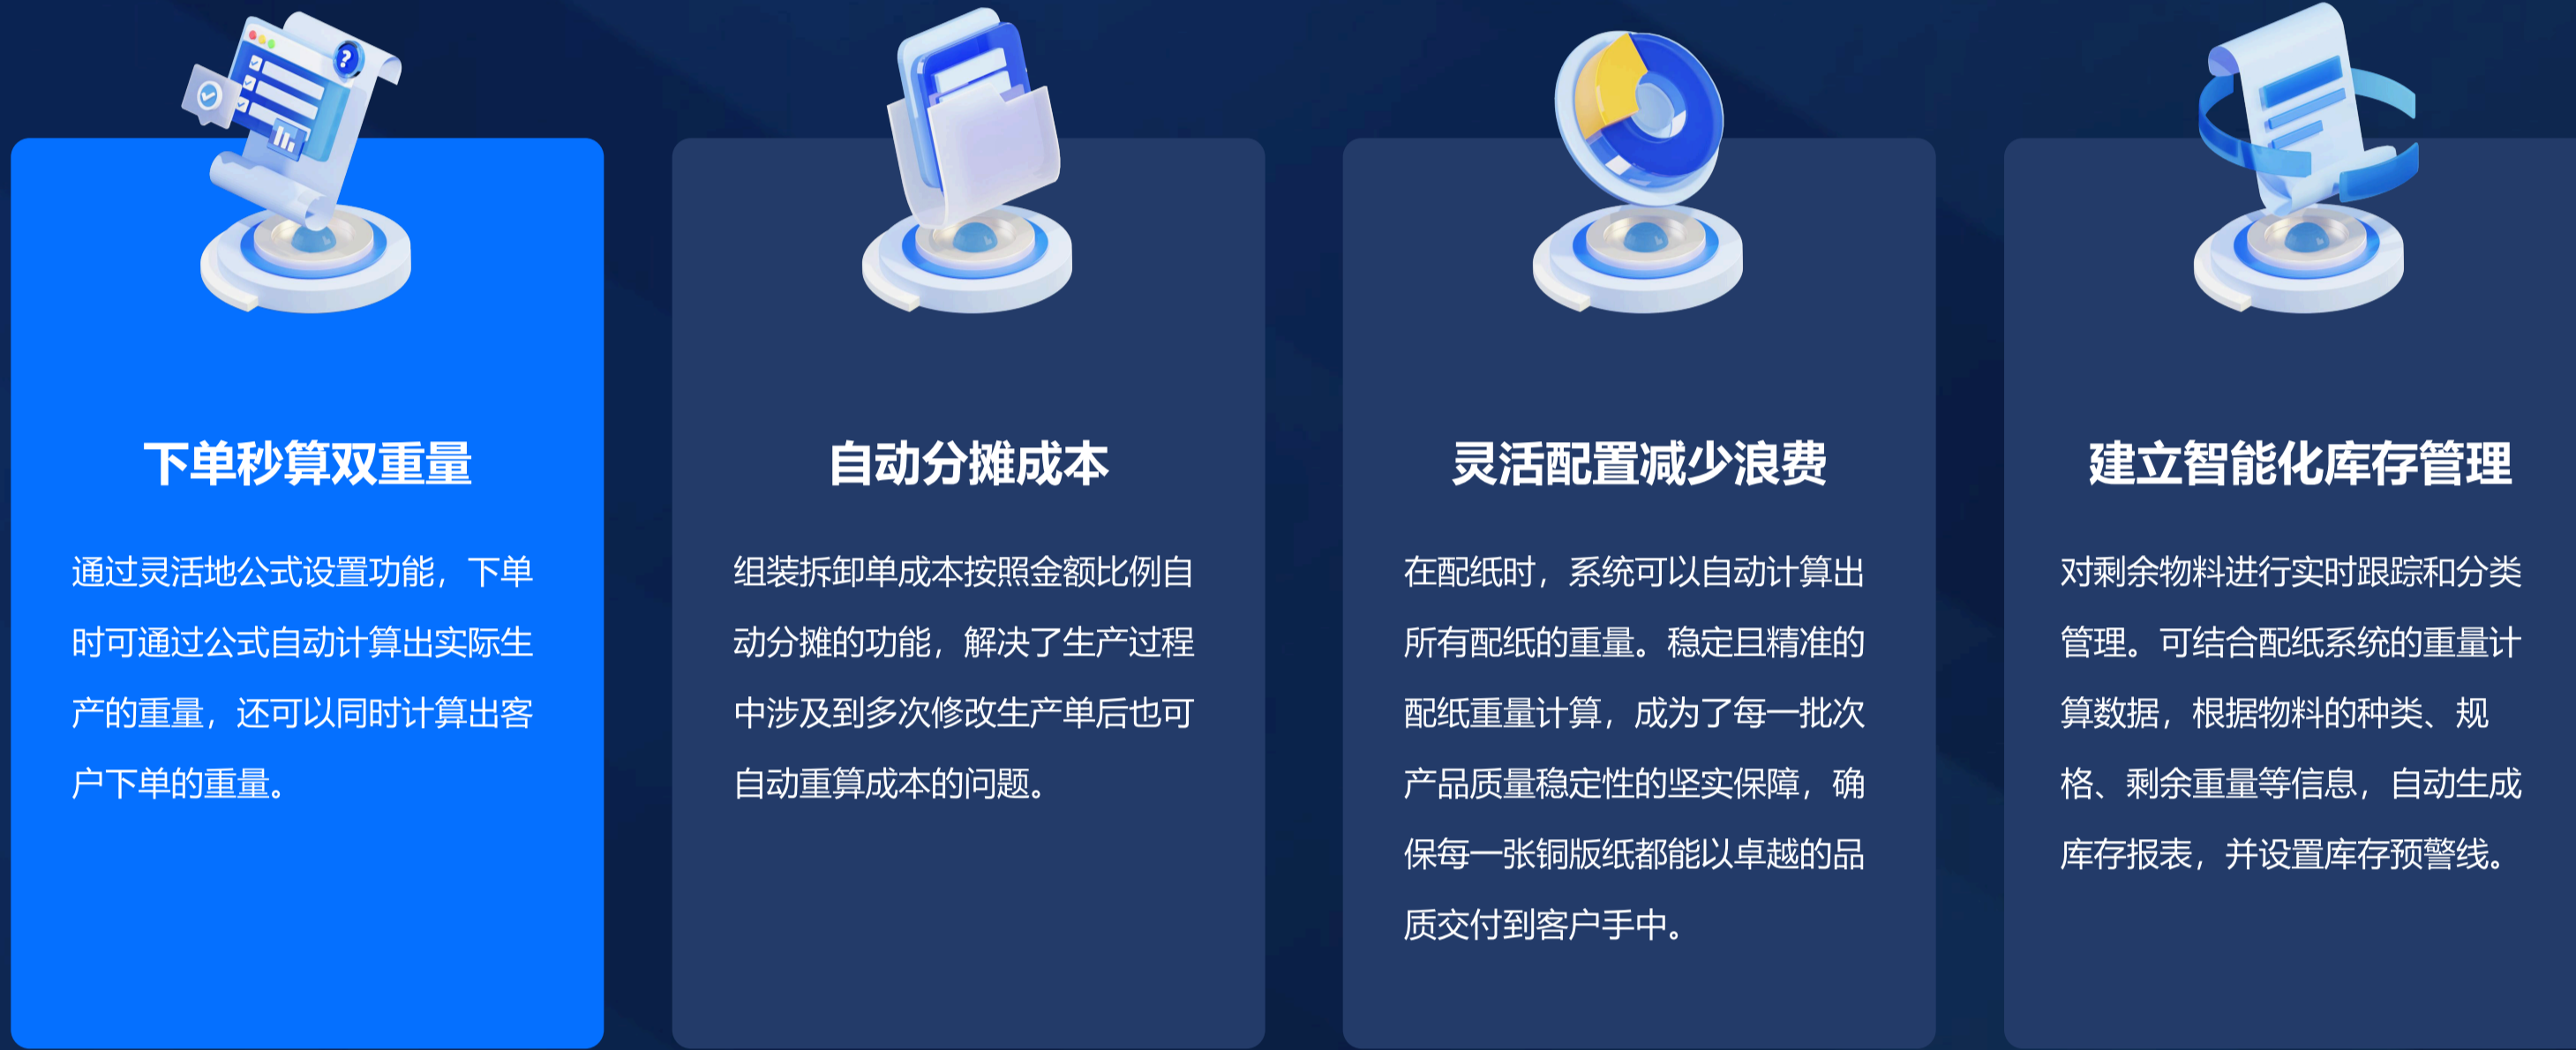 下单秒算双重量
通过灵活地公式设置功能，下单
时可通过公式自动计算出实际生
产的重量，还可以同时计算出客
户下单的重量。
自动分摊成本
组装拆卸单成本按照金额比例自
动分摊的功能，解决了生产过程
中涉及到多次修改生产单后也可
自动重算成本的问题。
灵活配置减少浪费
在配纸时，系统可以自动计算出
所有配纸的重量。稳定且精准的
配纸重量计算，成为了每一批次
产品质量稳定性的坚实保障，确
保每一张铜版纸都能以卓越的品
质交付到客户手中。
建立智能化库存管理
对剩余物料进行实时跟踪和分类
管理。可结合配纸系统的重量计
算数据，根据物料的种类、规
格、剩余重量等信息，自动生成
库存报表，并设置库存预警线。